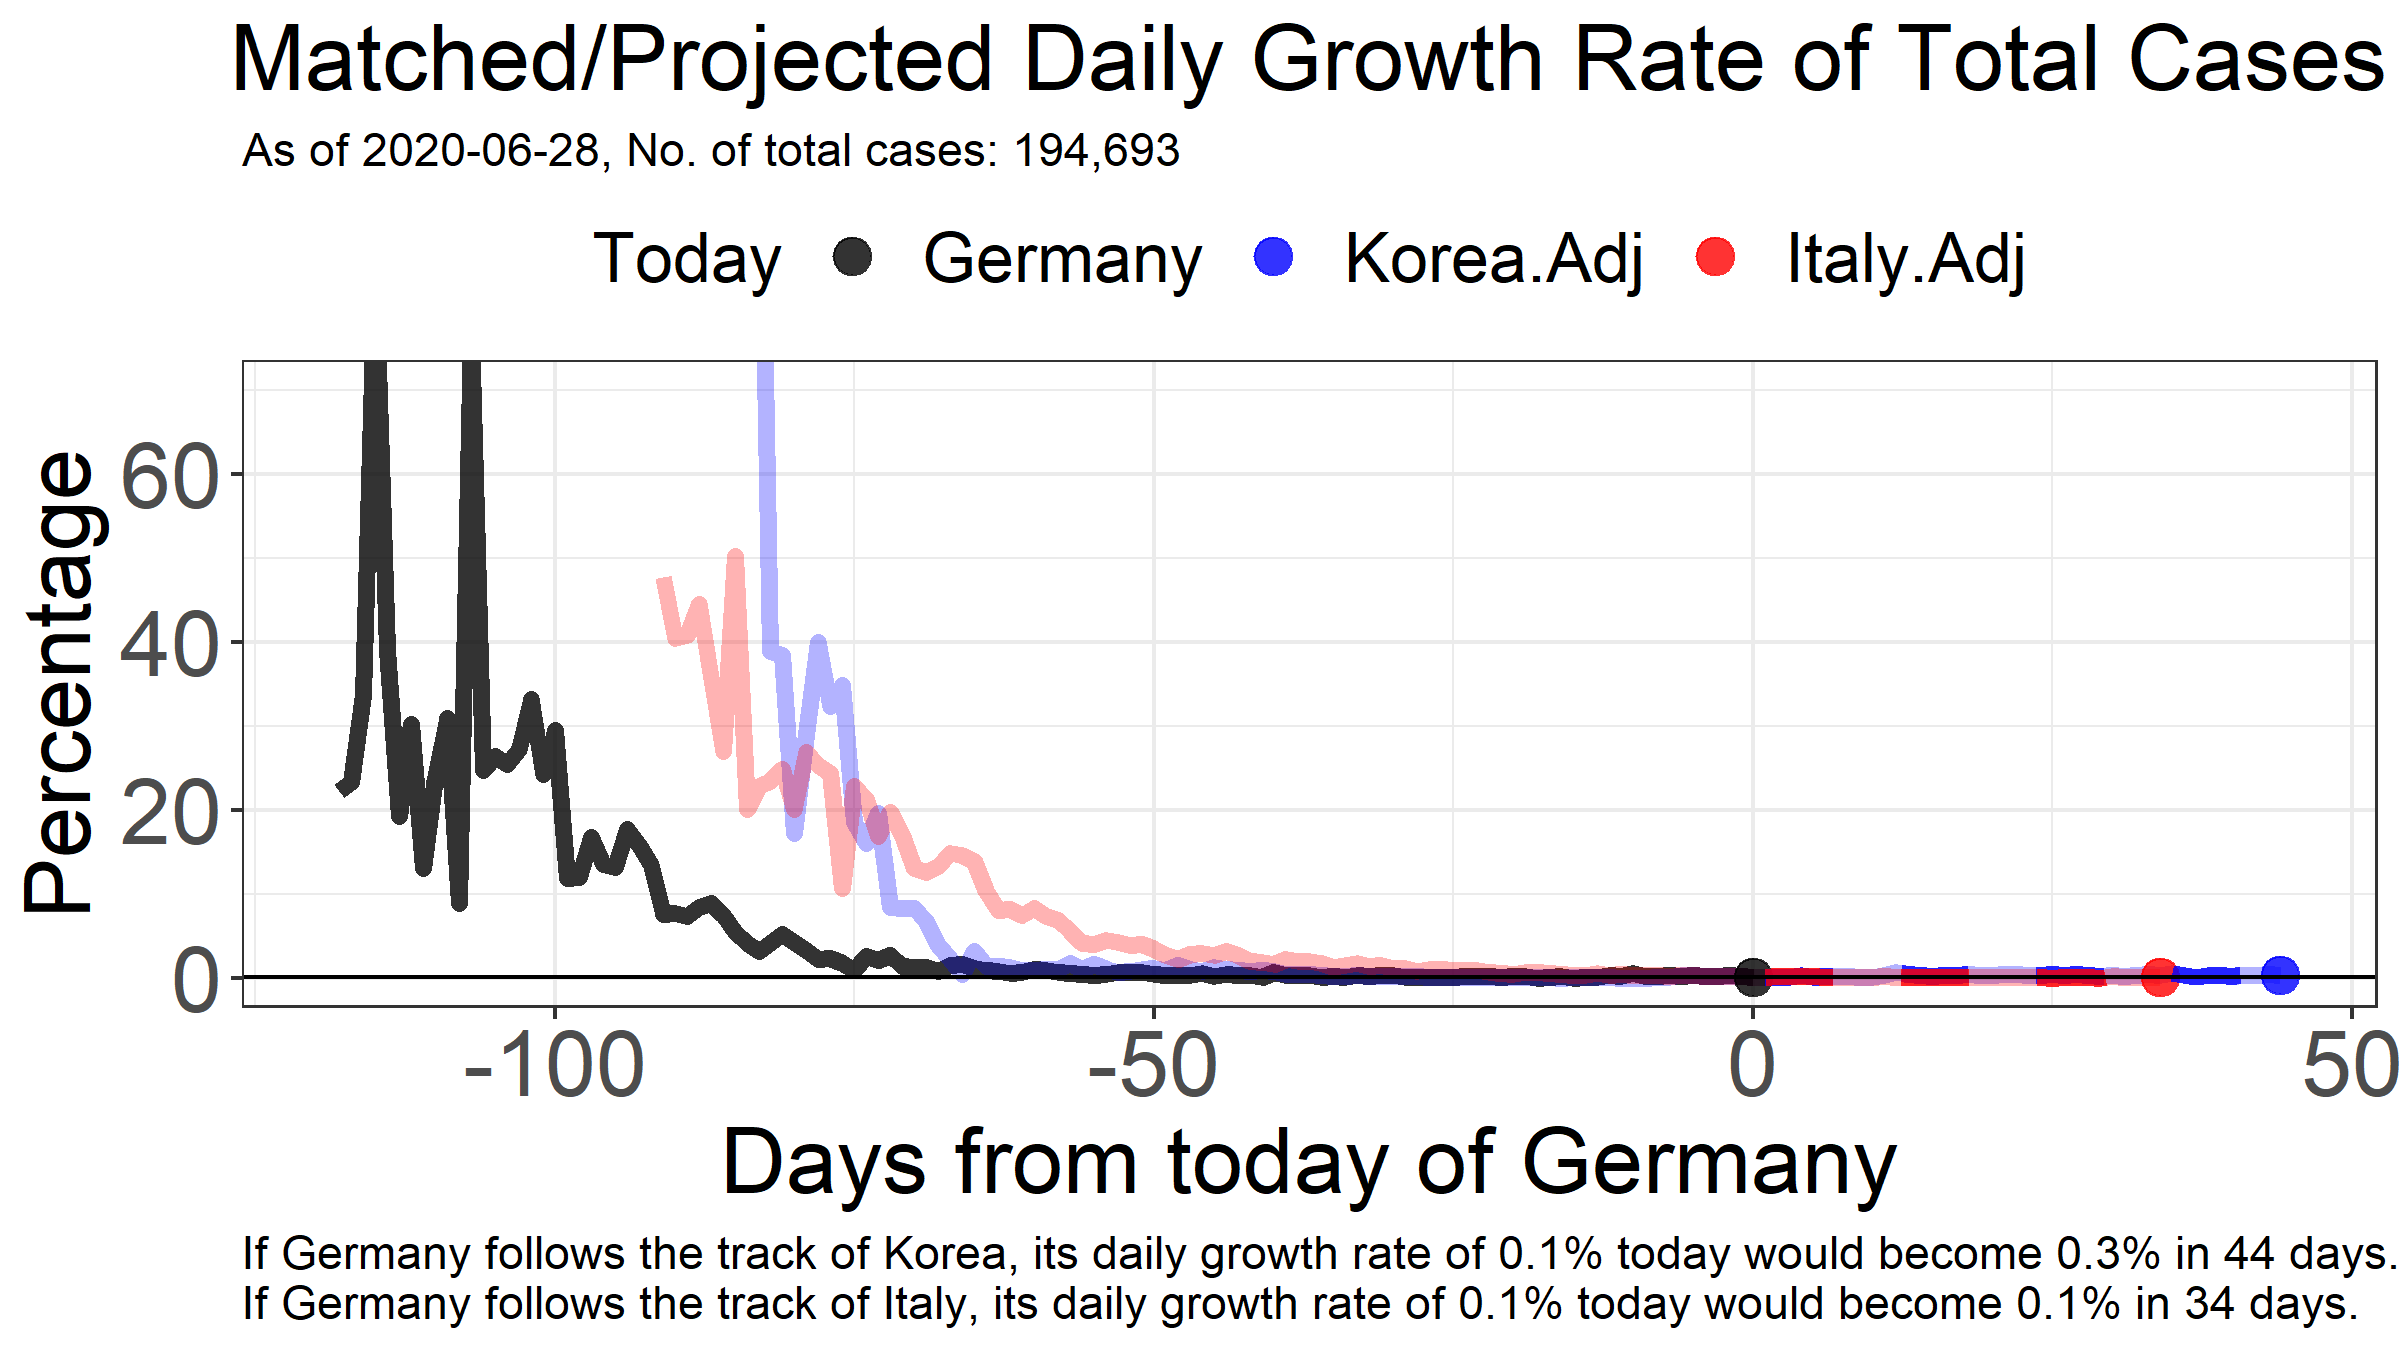 Matched/Projected Daily Growth Rate of Total Cases
As of 2020-06-28, No. of total cases: 194,693
Today Germany Korea.Adj Italy.Adj
Percentage
60
40
20
0
-100 -50 0 50
Days from today of Germany
If Germany follows the track of Korea, its daily growth rate of 0.1% today would become 0.3% in 44 days.
If Germany follows the track of Italy, its daily growth rate of 0.1% today would become 0.1% in 34 days.